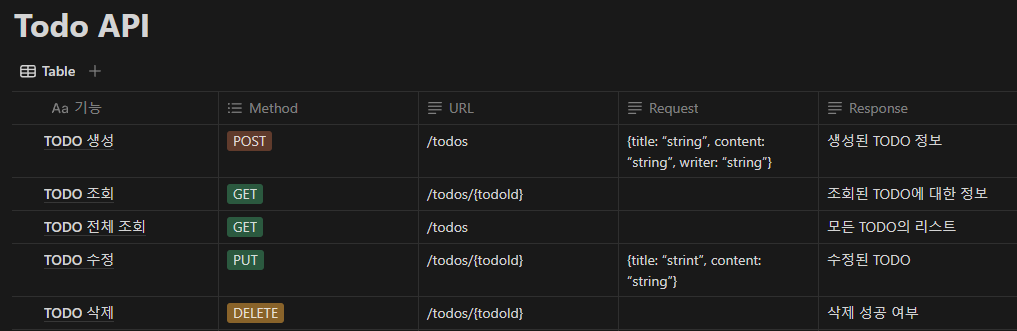 Todo API
Table
Aa 기능 Method URL Request Response
TODO 생성 POST /todos {title: “string”, content: 생성된 TODO 정보
“string”, writer: “string”}
TODO 조회 GET /todos/{todoId} 조회된 TODO에 대한 정보
TODO 전체 조회 GET /todos 모든 TODO의 리스트
TODO 수정 PUT /todos/{todoId} {title: “strint”, content: 수정된 TODO
“string”}
TODO 삭제 DELETE /todos/{todoId} 삭제 성공 여부